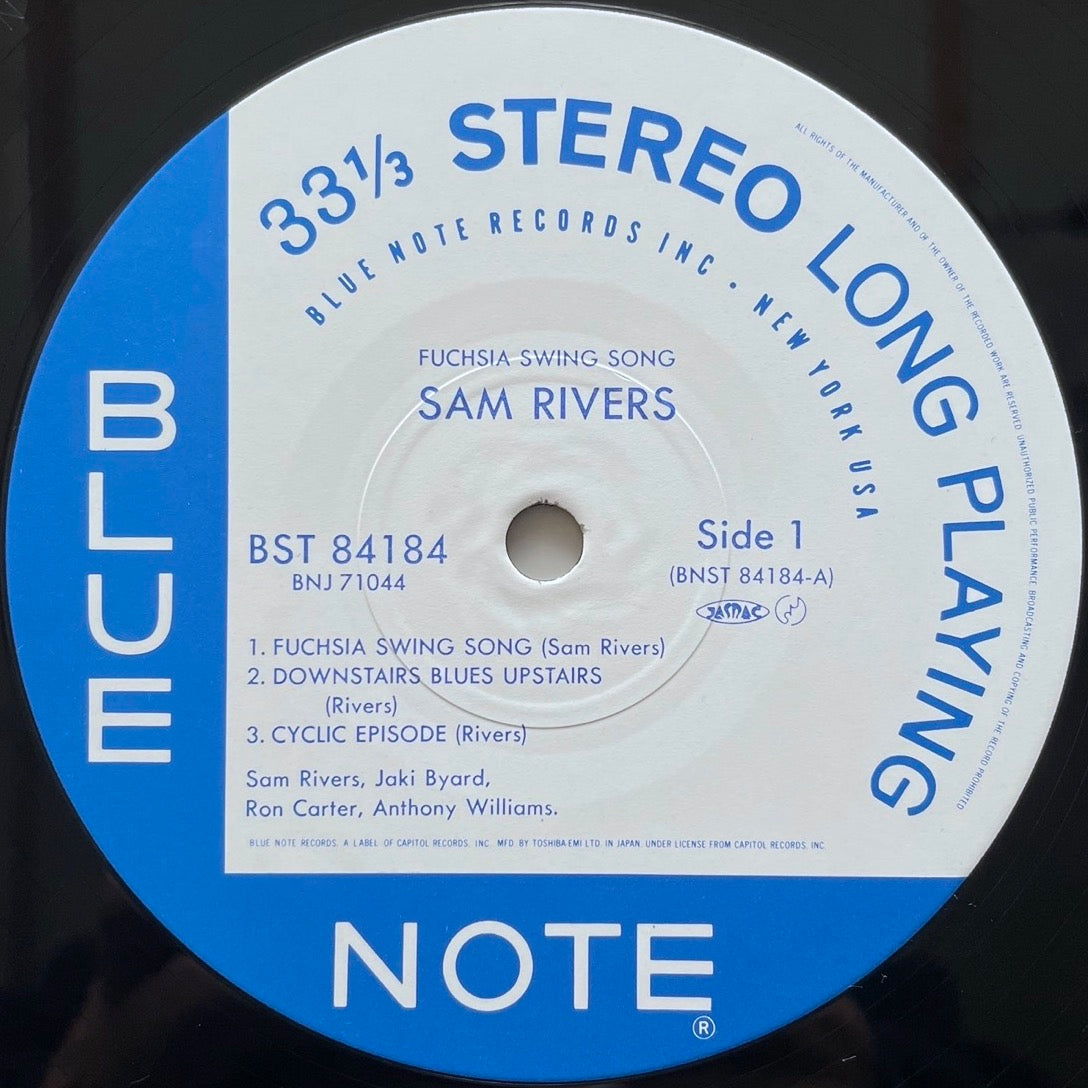 33⅓ STEREO LONG PLAYING
BLUE NOTE RECORDS INC · NEW YORK USA
ALL RIGHTS OF THE MANUFACTURER AND OF THE OWNER OF THE RECORDED WORK ARE RESERVED. UNAUTHORIZED PUBLIC PERFORMANCE BROADCASTING AND COPYING OF THE RECORD PROHIBITED
FUCHSIA SWING SONG
SAM RIVERS
BST 84184
BNJ 71044
Side 1
(BNST 84184-A)
JASRAC
1. FUCHSIA SWING SONG (Sam Rivers)
2. DOWNSTAIRS BLUES UPSTAIRS
(Rivers)
3. CYCLIC EPISODE (Rivers)
Sam Rivers, Jaki Byard,
Ron Carter, Anthony Williams.
BLUE NOTE RECORDS. A LABEL OF CAPITOL RECORDS. INC. MFD. BY TOSHIBA-EMI LTD. IN JAPAN. UNDER LICENSE FROM CAPITOL RECORDS, INC.
BLUE
NOTE
®